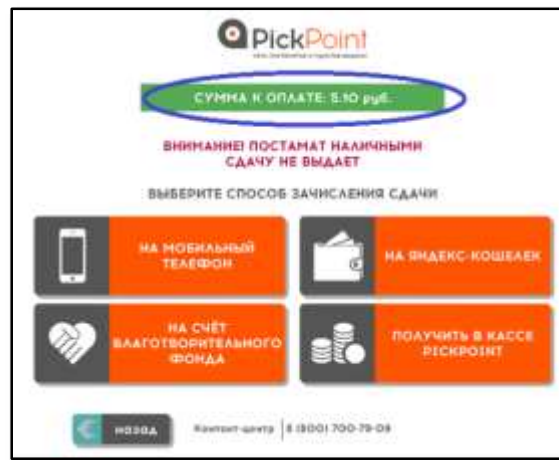 PickPoint
СУММА К ОПЛАТЕ: 5.10 руб.
ВНИМАНИЕ! ПОСТАМАТ НАЛИЧНЫМИ
СДАЧУ НЕ ВЫДАЕТ
ВЫБЕРИТЕ СПОСОБ ЗАЧИСЛЕНИЯ СДАЧИ
НА МОБИЛЬНЫЙ
ТЕЛЕФОН
НА ЯНДЕКС-КОШЕЛЕК
НА СЧЁТ
БЛАГОТВОРИТЕЛЬНОГО
ФОНДА
ПОЛУЧИТЬ В КАССЕ
PICKPOINT
НАЗАД
Контакт-центр 8 (800) 700-79-09